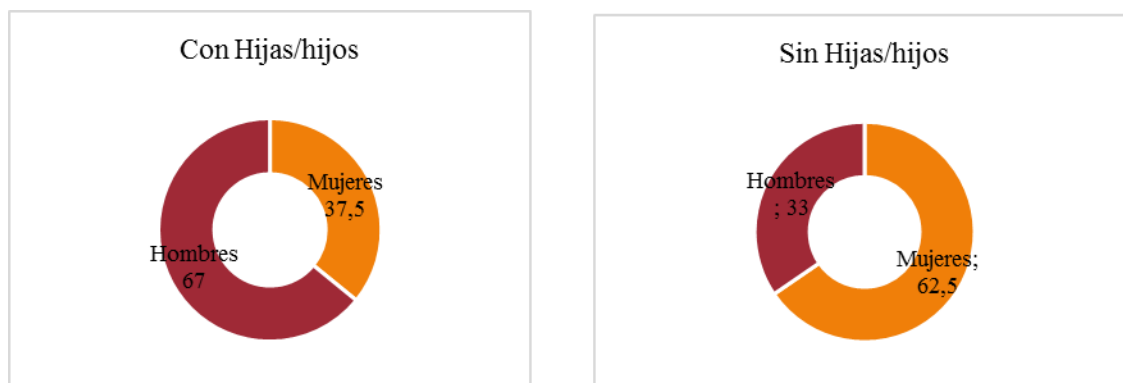 Con Hijas/hijos
Mujeres
37,5
Hombres
67
Sin Hijas/hijos
Hombres
; 33
Mujeres;
62,5